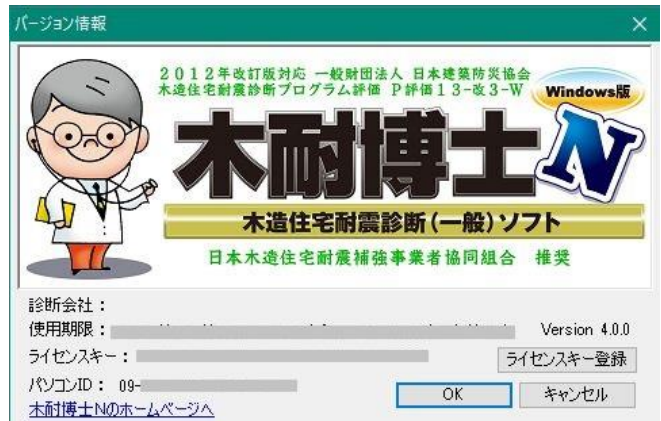 バージョン情報
2012年改訂版対応 一般財団法人 日本建築防災協会
木造住宅耐震診断プログラム評価 P評価13-改3-W
Windows版
木耐博士N
木造住宅耐震診断(一般)ソフト
日本木造住宅耐震補強事業者協同組合 推奨
診断会社:
使用期限:
Version 4.0.0
ライセンスキー:
ライセンスキー登録
パソコンID: 09-
OK
キャンセル
木耐博士Nのホームページへ